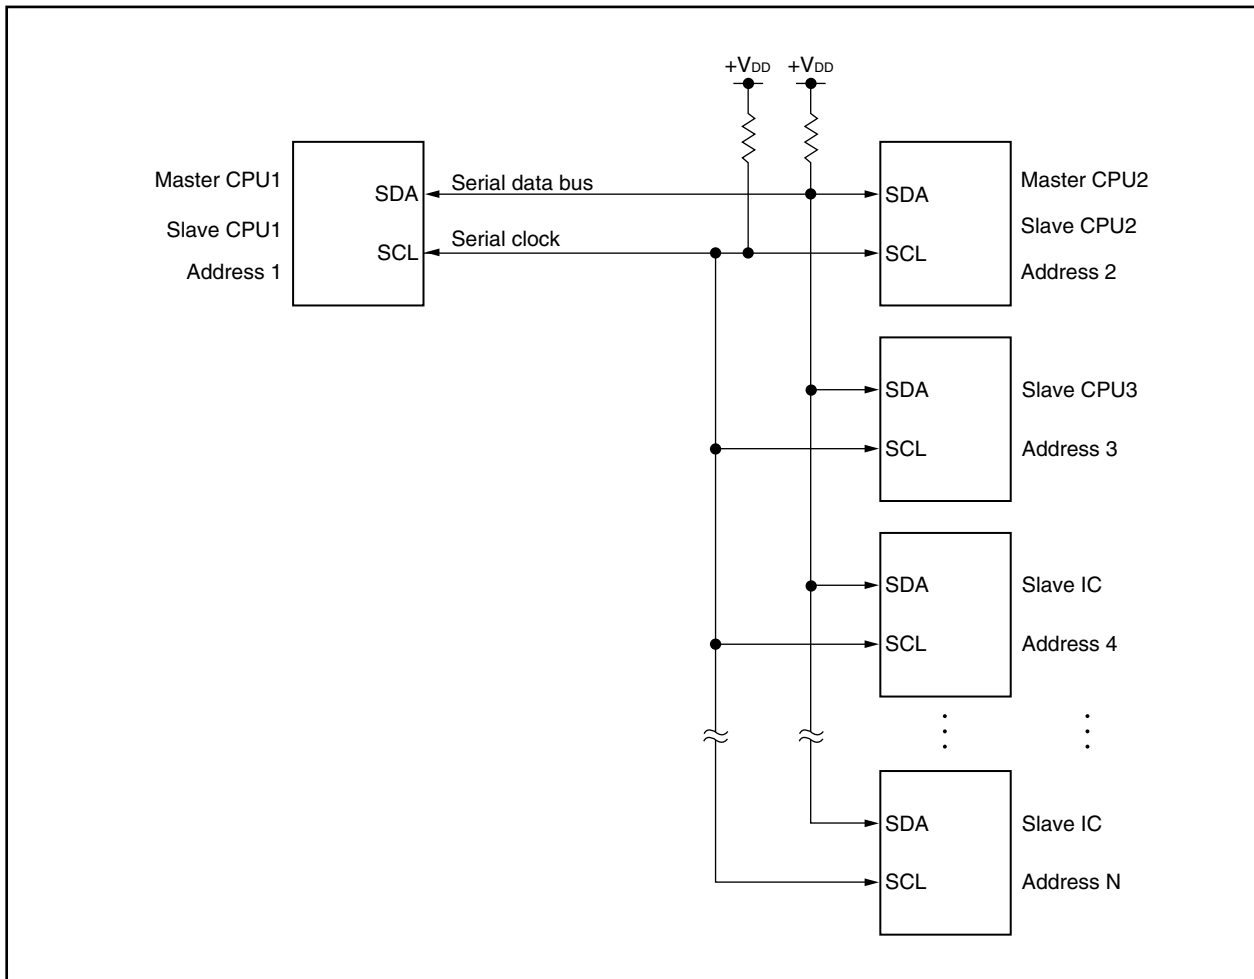 +VDD +VDD
Master CPU1
Slave CPU1
Address 1
SDA
SCL
Serial data bus
Serial clock
SDA
SCL
Master CPU2
Slave CPU2
Address 2
SDA
SCL
Slave CPU3
Address 3
SDA
SCL
Slave IC
Address 4
SDA
SCL
Slave IC
Address N